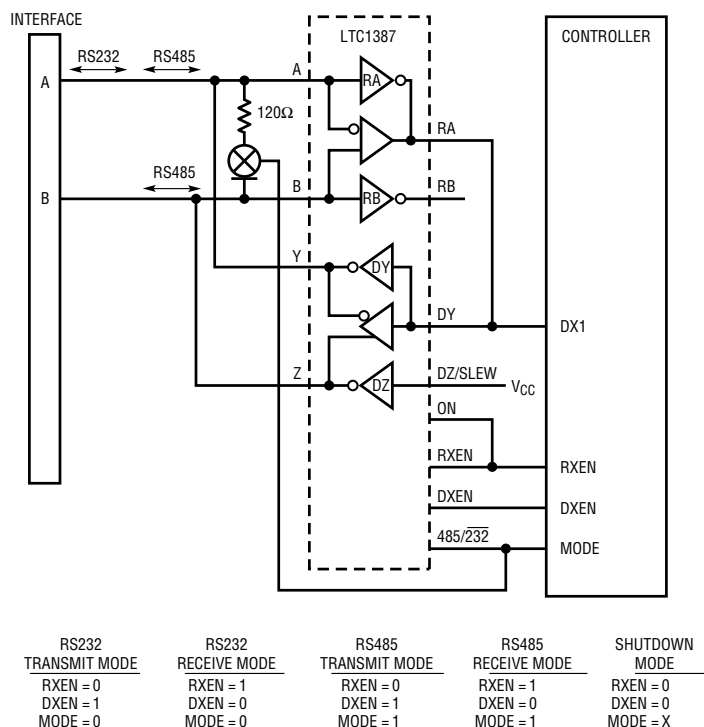 INTERFACE
LTC1387
CONTROLLER
RS232
RS485
A
A
RA
120Ω
RA
RS485
B
B
RB
RB
Y
DY
DY
DX1
Z
DZ
DZ/SLEW
VCC
ON
RXEN
RXEN
DXEN
DXEN
485/232
MODE
RS232
TRANSMIT MODE
RXEN = 0
DXEN = 1
MODE = 0
RS232
RECEIVE MODE
RXEN = 1
DXEN = 0
MODE = 0
RS485
TRANSMIT MODE
RXEN = 0
DXEN = 1
MODE = 1
RS485
RECEIVE MODE
RXEN = 1
DXEN = 0
MODE = 1
SHUTDOWN
MODE
RXEN = 0
DXEN = 0
MODE = X